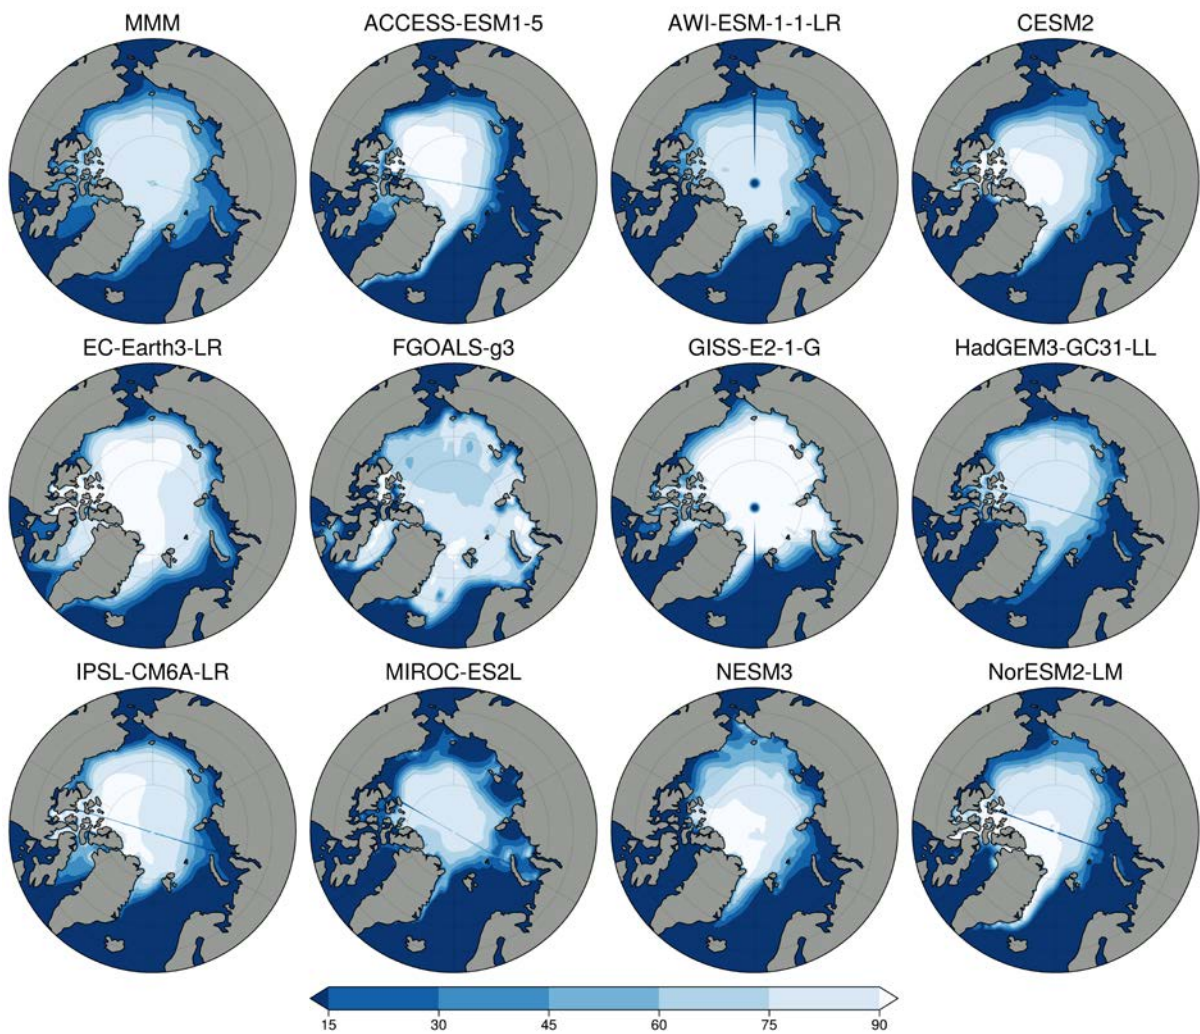 MMM ACCESS-ESM1-5 AWI-ESM-1-1-LR CESM2
EC-Earth3-LR FGOALS-g3 GISS-E2-1-G HadGEM3-GC31-LL
IPSL-CM6A-LR MIROC-ES2L NESM3 NorESM2-LM
15 30 45 60 75 90